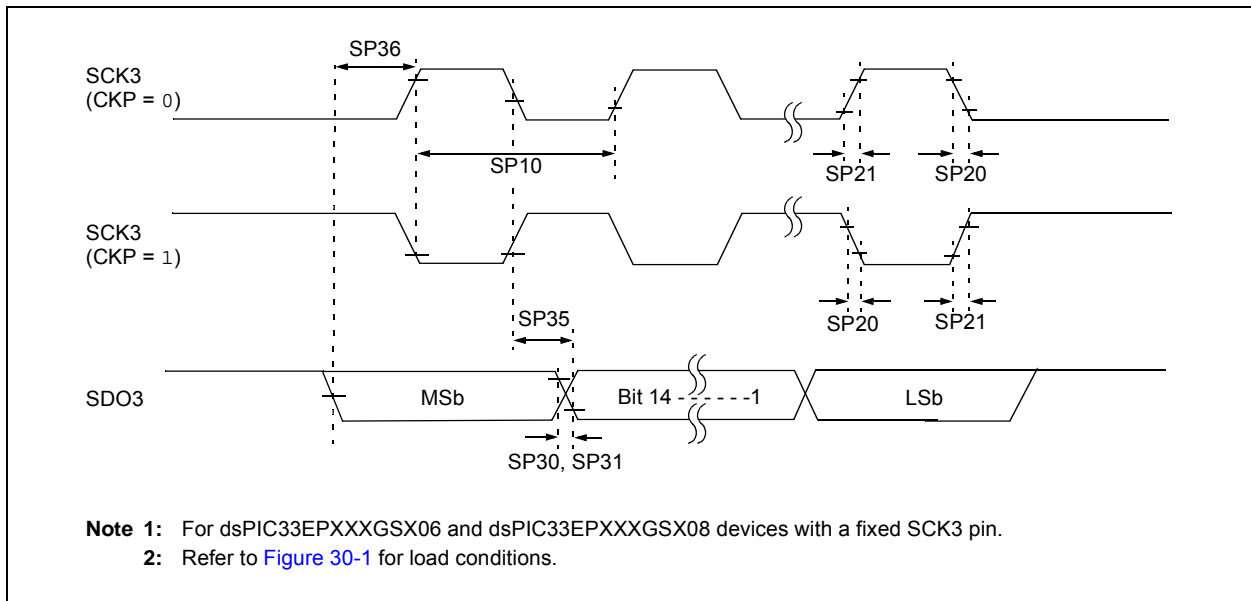 SP36
SCK3
(CKP = 0)
SP10
SP21
SP20
SCK3
(CKP = 1)
SP35
SP20
SP21
SDO3
MSb
Bit 14 - - - - - - -1
LSb
SP30, SP31
Note 1: For dsPIC33EPXXXGSX06 and dsPIC33EPXXXGSX08 devices with a fixed SCK3 pin.
2: Refer to Figure 30-1 for load conditions.